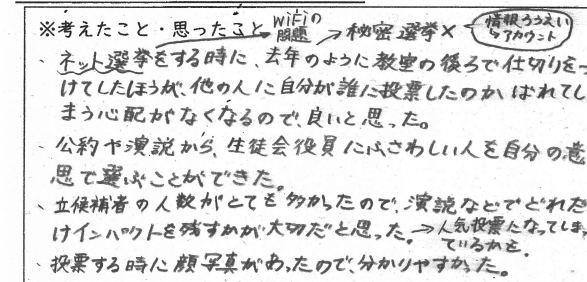 ※考えたこと・思ったこと WiFiの問題 → 秘密選挙× 情報ろうえい ↳アカウント
・ネット選挙をする時に、去年のように教室の後ろで仕切りをつ
けてしたほうが、他の人に自分が誰に投票したのかばれてし
まう心配がなくなるので、良いと思った。
・公約や演説から、生徒会役員にふさわしい人を自分の意
思で選ぶことができた。
・立候補者の人数がとても多かったので、演説などでどれだ
けインパクトを残すかが大切だと思った。→人気投票になってしまっ
ているかも。
・投票する時に顔写真があったので、分かりやすかった。